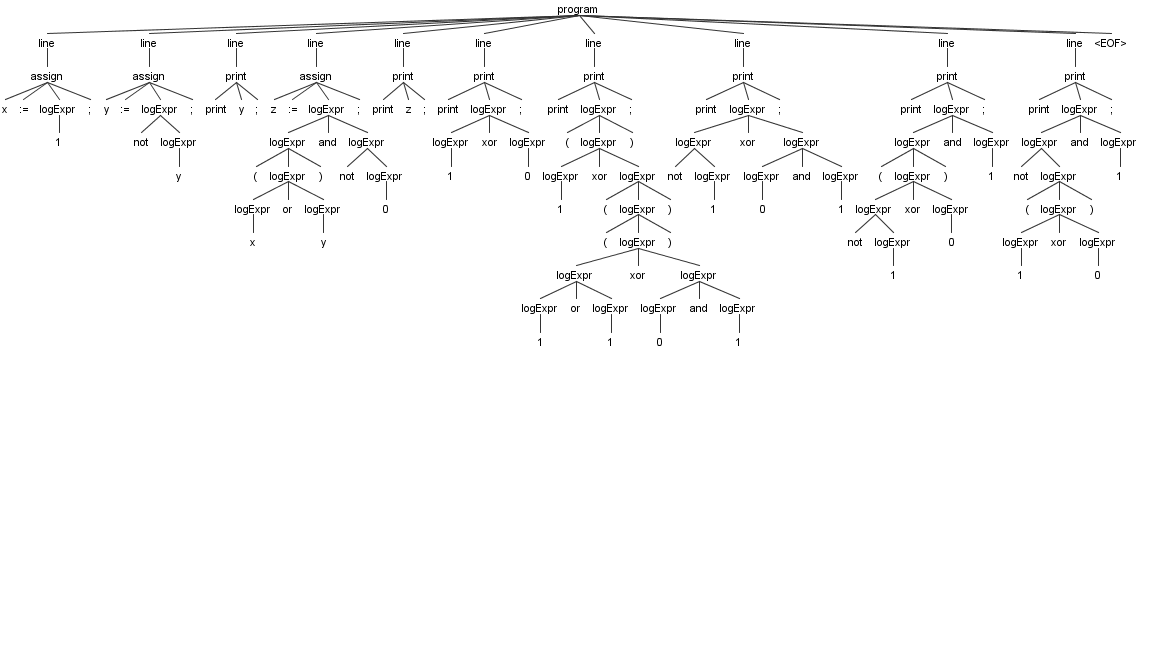 program
line line line line line line line line line line <EOF>
assign assign print assign print print print print print print
x := logExpr ; y := logExpr ; print y ; z := logExpr ; print z ; print logExpr ; print logExpr ; print logExpr ; print logExpr ; print logExpr ;
1 not logExpr logExpr and logExpr logExpr xor logExpr ( logExpr ) logExpr xor logExpr logExpr and logExpr logExpr and logExpr
y ( logExpr ) not logExpr 1 0 logExpr xor logExpr not logExpr logExpr and logExpr ( logExpr ) 1 not logExpr 1
logExpr or logExpr 0 1 ( logExpr ) 1 0 1 logExpr xor logExpr ( logExpr )
x y ( logExpr ) not logExpr 0 logExpr xor logExpr
logExpr xor logExpr 1 1 0
logExpr or logExpr logExpr and logExpr
1 1 0 1